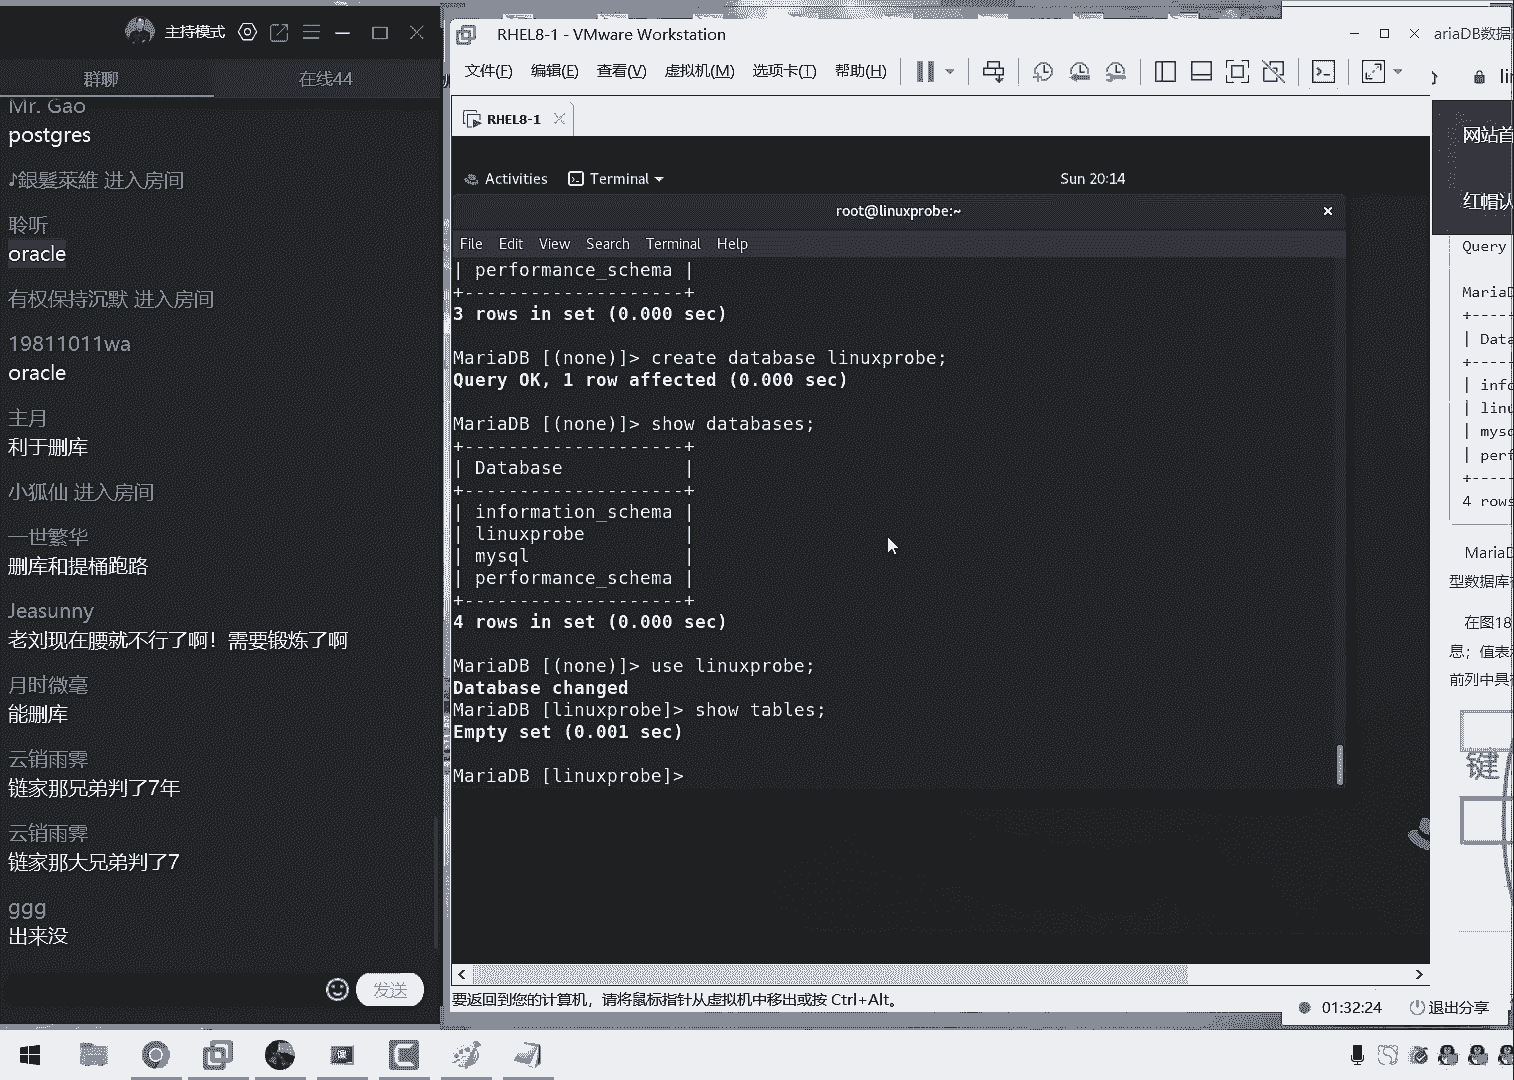 主持模式
群聊
在线44
Mr. Gao
postgres
♪銀髮萊維 进入房间
聆听
oracle
有权保持沉默 进入房间
19811011wa
oracle
主月
利于删库
小狐仙 进入房间
一世繁华
删库和提桶跑路
Jeasunny
老刘现在腰就不行了啊！需要锻炼了啊
月时微毫
能删库
云销雨霁
链家那兄弟判了7年
云销雨霁
链家那大兄弟判了7
ggg
出来没
发送
RHEL8-1 - VMware Workstation
文件(F) 编辑(E) 查看(V) 虚拟机(M) 选项卡(T) 帮助(H)
RHEL8-1
Activities Terminal Sun 20:14
root@linuxprobe:~
File Edit View Search Terminal Help
| performance_schema |
+--------------------+
3 rows in set (0.000 sec)
MariaDB [(none)]> create database linuxprobe;
Query OK, 1 row affected (0.000 sec)
MariaDB [(none)]> show databases;
+--------------------+
| Database           |
+--------------------+
| information_schema |
| linuxprobe         |
| mysql              |
| performance_schema |
+--------------------+
4 rows in set (0.000 sec)
MariaDB [(none)]> use linuxprobe;
Database changed
MariaDB [linuxprobe]> show tables;
Empty set (0.001 sec)
MariaDB [linuxprobe]>
要返回到您的计算机，请将鼠标指针从虚拟机中移出或按 Ctrl+Alt。
01:32:24 退出分享
ariaDB数据
lin
网站首
红帽认
Query
Maria
+-----
| Data
+-----
| info
| linu
| mysq
| perf
+-----
4 rows
Maria
型数据库
在图18
息；值表
前列中具
键